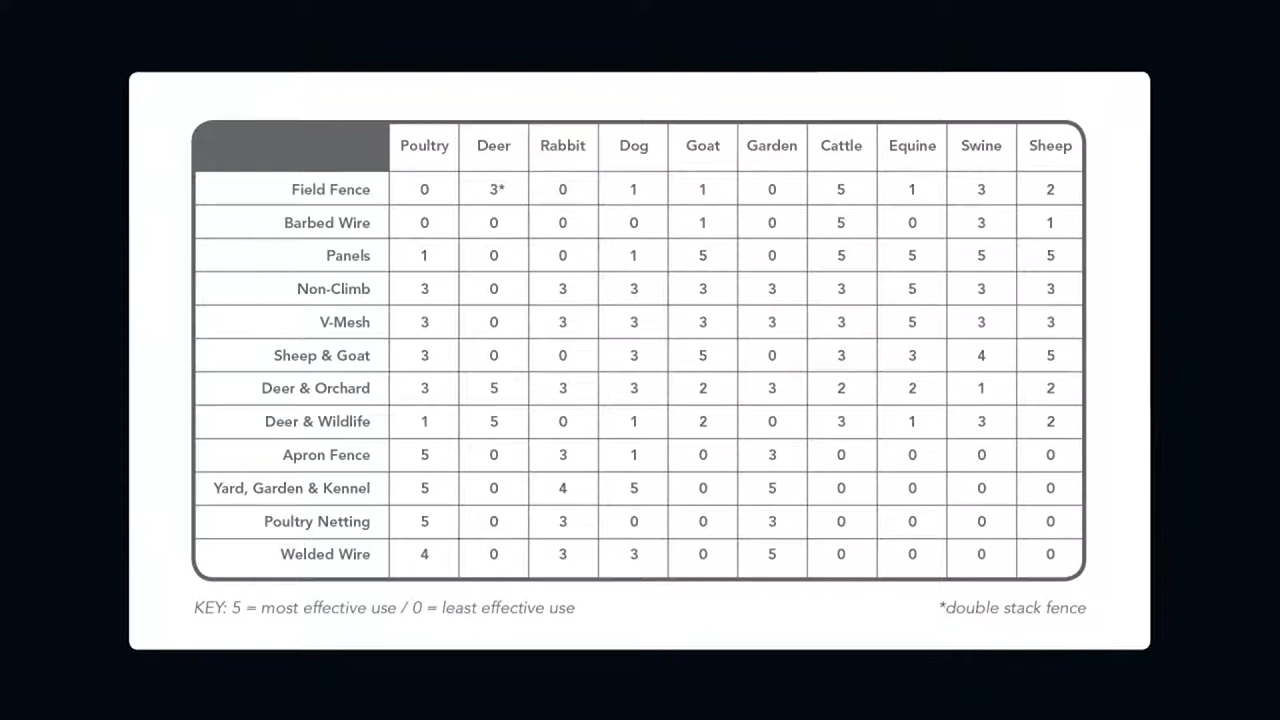 Poultry Deer Rabbit Dog Goat Garden Cattle Equine Swine Sheep
Field Fence 0 3* 0 1 1 0 5 1 3 2
Barbed Wire 0 0 0 0 1 0 5 0 3 1
Panels 1 0 0 1 5 0 5 5 5 5
Non-Climb 3 0 3 3 3 3 3 5 3 3
V-Mesh 3 0 3 3 3 3 3 5 3 3
Sheep & Goat 3 0 0 3 5 0 3 3 4 5
Deer & Orchard 3 5 3 3 2 3 2 2 1 2
Deer & Wildlife 1 5 0 1 2 0 3 1 3 2
Apron Fence 5 0 3 1 0 3 0 0 0 0
Yard, Garden & Kennel 5 0 4 5 0 5 0 0 0 0
Poultry Netting 5 0 3 0 0 3 0 0 0 0
Welded Wire 4 0 3 3 0 5 0 0 0 0
KEY: 5 = most effective use / 0 = least effective use *double stack fence